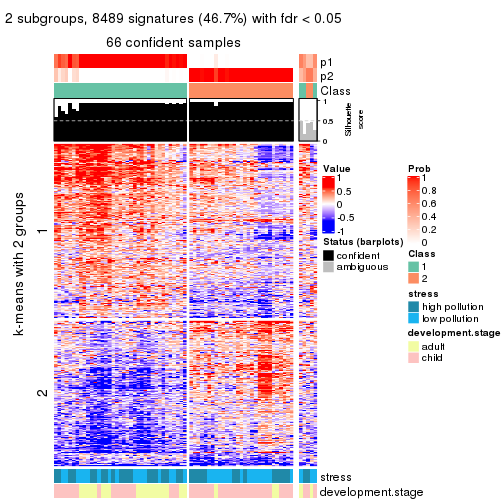 2 subgroups, 8489 signatures (46.7%) with fdr < 0.05
66 confident samples
p1
p2
Class
1
0.5
0
Silhouette
score
k-means with 2 groups
1
2
Value
1
0.5
0
-0.5
-1
Status (barplots)
confident
ambiguous
Prob
1
0.8
0.6
0.4
0.2
0
Class
1
2
stress
high pollution
low pollution
development.stage
adult
child
stress
development.stage